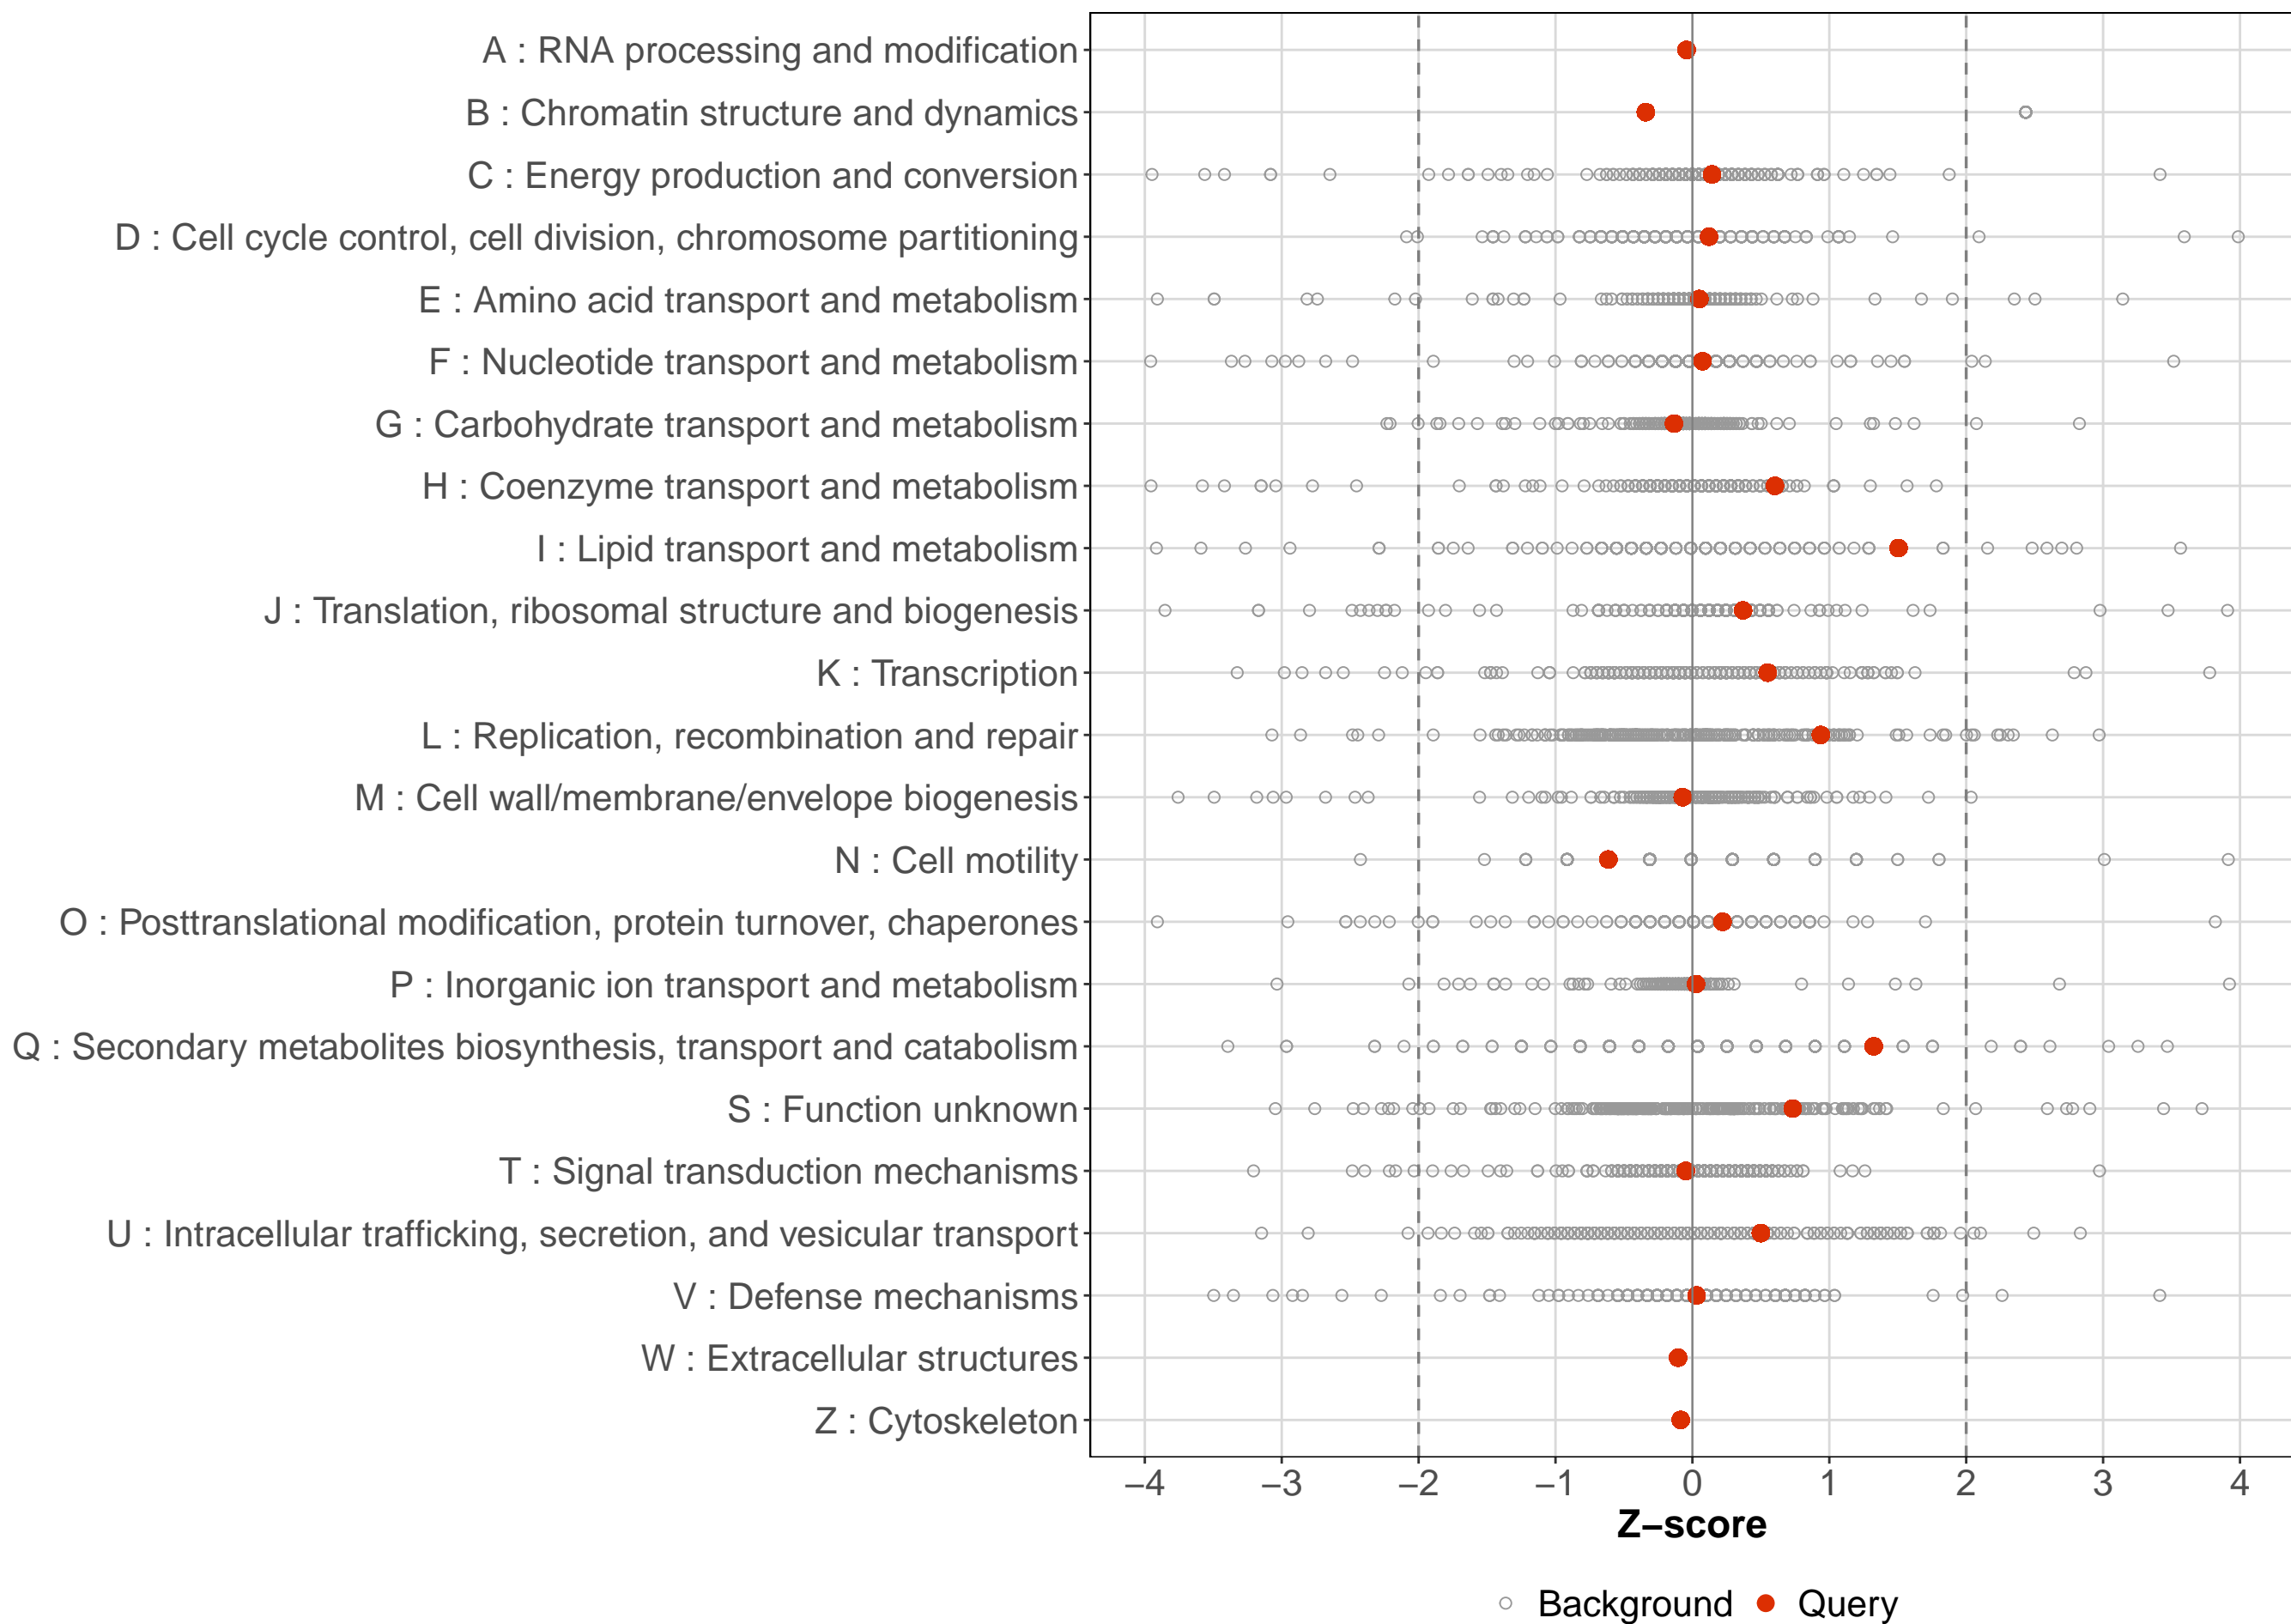 A : RNA processing and modification
B : Chromatin structure and dynamics
C : Energy production and conversion
D : Cell cycle control, cell division, chromosome partitioning
E : Amino acid transport and metabolism
F : Nucleotide transport and metabolism
G : Carbohydrate transport and metabolism
H : Coenzyme transport and metabolism
I : Lipid transport and metabolism
J : Translation, ribosomal structure and biogenesis
K : Transcription
L : Replication, recombination and repair
M : Cell wall/membrane/envelope biogenesis
N : Cell motility
O : Posttranslational modification, protein turnover, chaperones
P : Inorganic ion transport and metabolism
Q : Secondary metabolites biosynthesis, transport and catabolism
S : Function unknown
T : Signal transduction mechanisms
U : Intracellular trafficking, secretion, and vesicular transport
V : Defense mechanisms
W : Extracellular structures
Z : Cytoskeleton
−4 −3 −2 −1 0 1 2 3 4
Z−score
Background Query